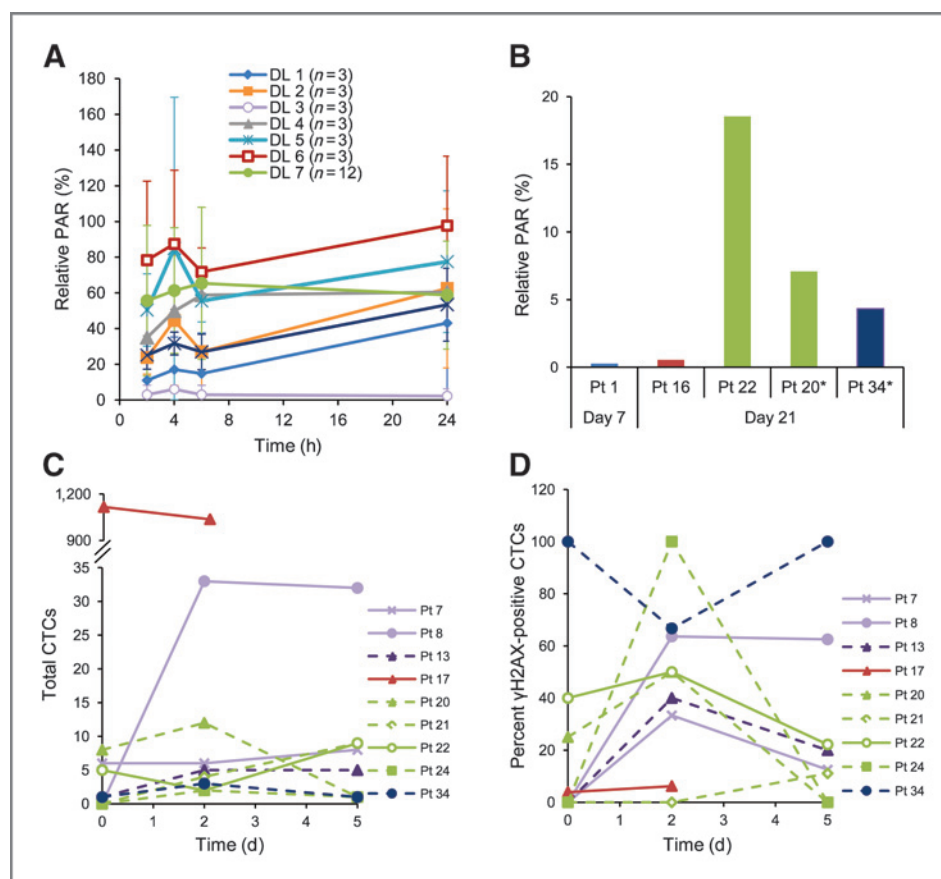 A
180
160
140
120
100
80
60
40
20
0
Relative PAR (%)
0 4 8 12 16 20 24
Time (h)
DL 1 (n=3)
DL 2 (n=3)
DL 3 (n=3)
DL 4 (n=3)
DL 5 (n=3)
DL 6 (n=3)
DL 7 (n=12)
B
20
15
10
5
0
Relative PAR (%)
Pt 1 Pt 16 Pt 22 Pt 20* Pt 34*
Day 7 Day 21
C
1,200
900
35
30
25
20
15
10
5
0
Total CTCs
0 1 2 3 4 5
Time (d)
Pt 7
Pt 8
Pt 13
Pt 17
Pt 20
Pt 21
Pt 22
Pt 24
Pt 34
D
120
100
80
60
40
20
0
Percent γH2AX-positive CTCs
0 1 2 3 4 5
Time (d)
Pt 7
Pt 8
Pt 13
Pt 17
Pt 20
Pt 21
Pt 22
Pt 24
Pt 34